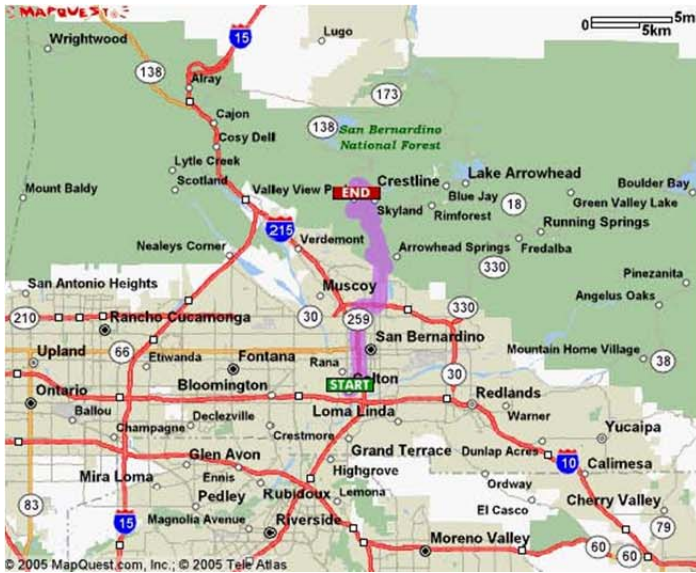 MAPQUEST
15
Lugo
0 5m
5km
Wrightwood
138
Alray
173
Cajon
138
San Bernardino
National Forest
Cosy Dell
Lytle Creek
Scotland
Mount Baldy
Valley View P
END
Crestline
Lake Arrowhead
Boulder Bay
Skyland
Blue Jay
Rimforest
18
Green Valley Lake
215
Verdemont
Running Springs
Fredalba
Nealeys Corner
Arrowhead Springs
330
Pinezanita
San Antonio Heights
Muscoy
Angelus Oaks
210
Rancho Cucamonga
30
259
330
66
San Bernardino
Upland
Etiwanda
Fontana
Rana
Mountain Home Village
38
START
Colton
30
Ontario
Bloomington
Redlands
Ballou
Declezville
Loma Linda
Warner
Champagne
Crestmore
Yucaipa
Glen Avon
Grand Terrace
Dunlap Acres
10
Mira Loma
Ennis
Highgrove
Calimesa
Pedley
Rubidoux
Lemona
Ordway
83
15
Magnolia Avenue
Riverside
El Casco
Cherry Valley
79
Moreno Valley
60
60
© 2005 MapQuest.com, Inc.; © 2005 Tele Atlas